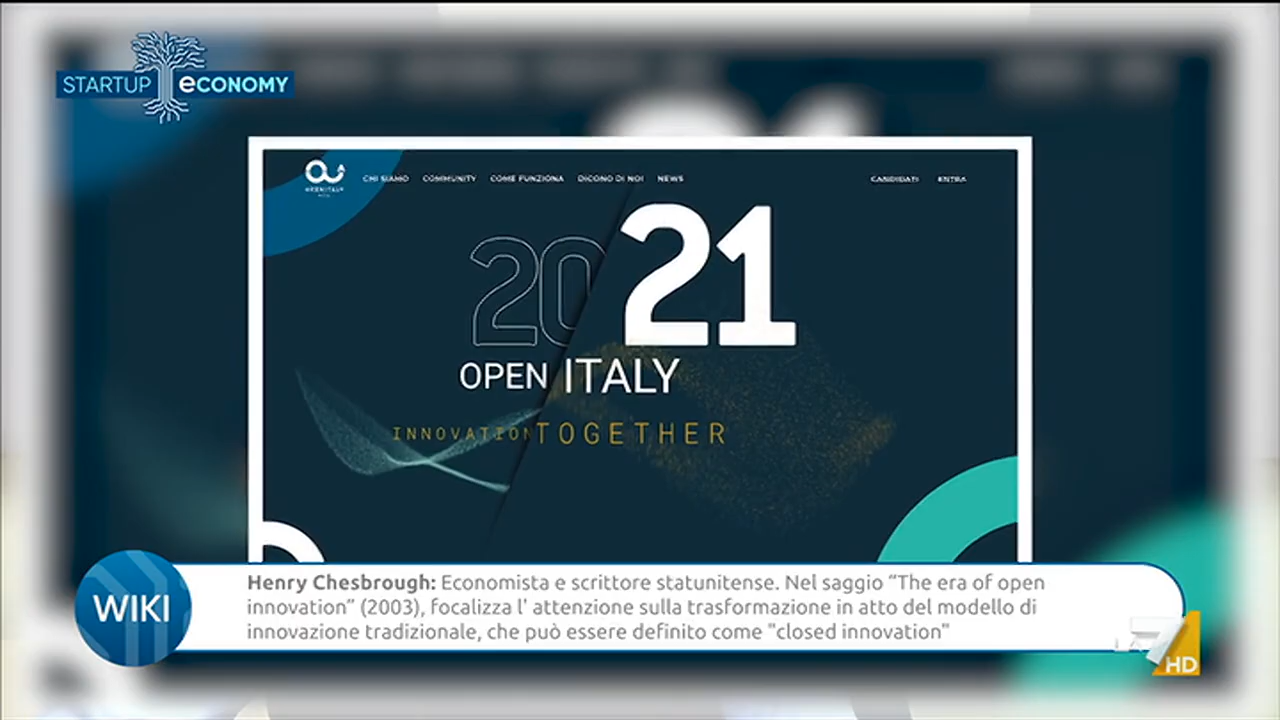 STARTUP eCONOMY
CHI SIAMO COMMUNITY COME FUNZIONA DICONO DI NOI NEWS CANDIDATI ENTRA
2021
OPEN ITALY
INNOVATION TOGETHER
WIKI
Henry Chesbrough: Economista e scrittore statunitense. Nel saggio “The era of open
innovation” (2003), focalizza l' attenzione sulla trasformazione in atto del modello di
innovazione tradizionale, che può essere definito come "closed innovation"
LA7
HD